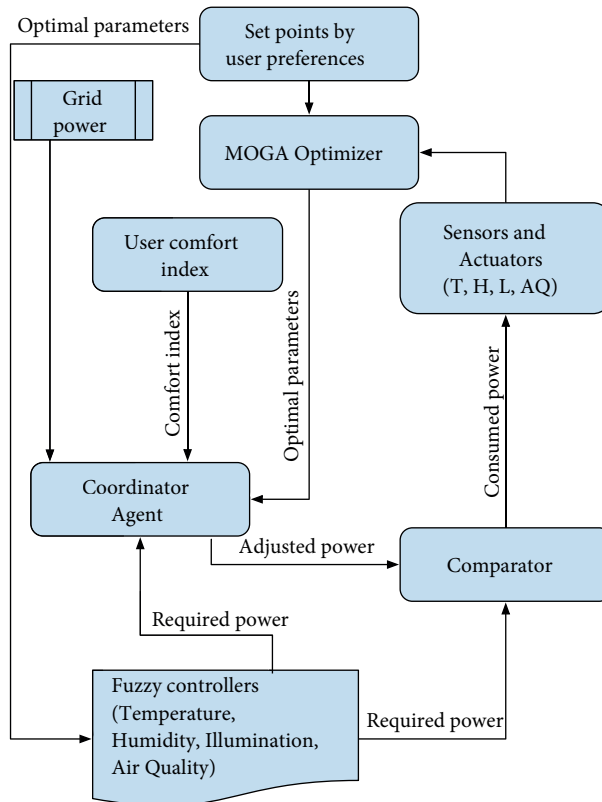 Optimal parameters
Set points by
user preferences
Grid
power
MOGA Optimizer
User comfort
index
Sensors and
Actuators
(T, H, L, AQ)
Comfort index
Optimal parameters
Consumed power
Coordinator
Agent
Adjusted power
Comparator
Required power
Fuzzy controllers
(Temperature,
Humidity, Illumination,
Air Quality)
Required power